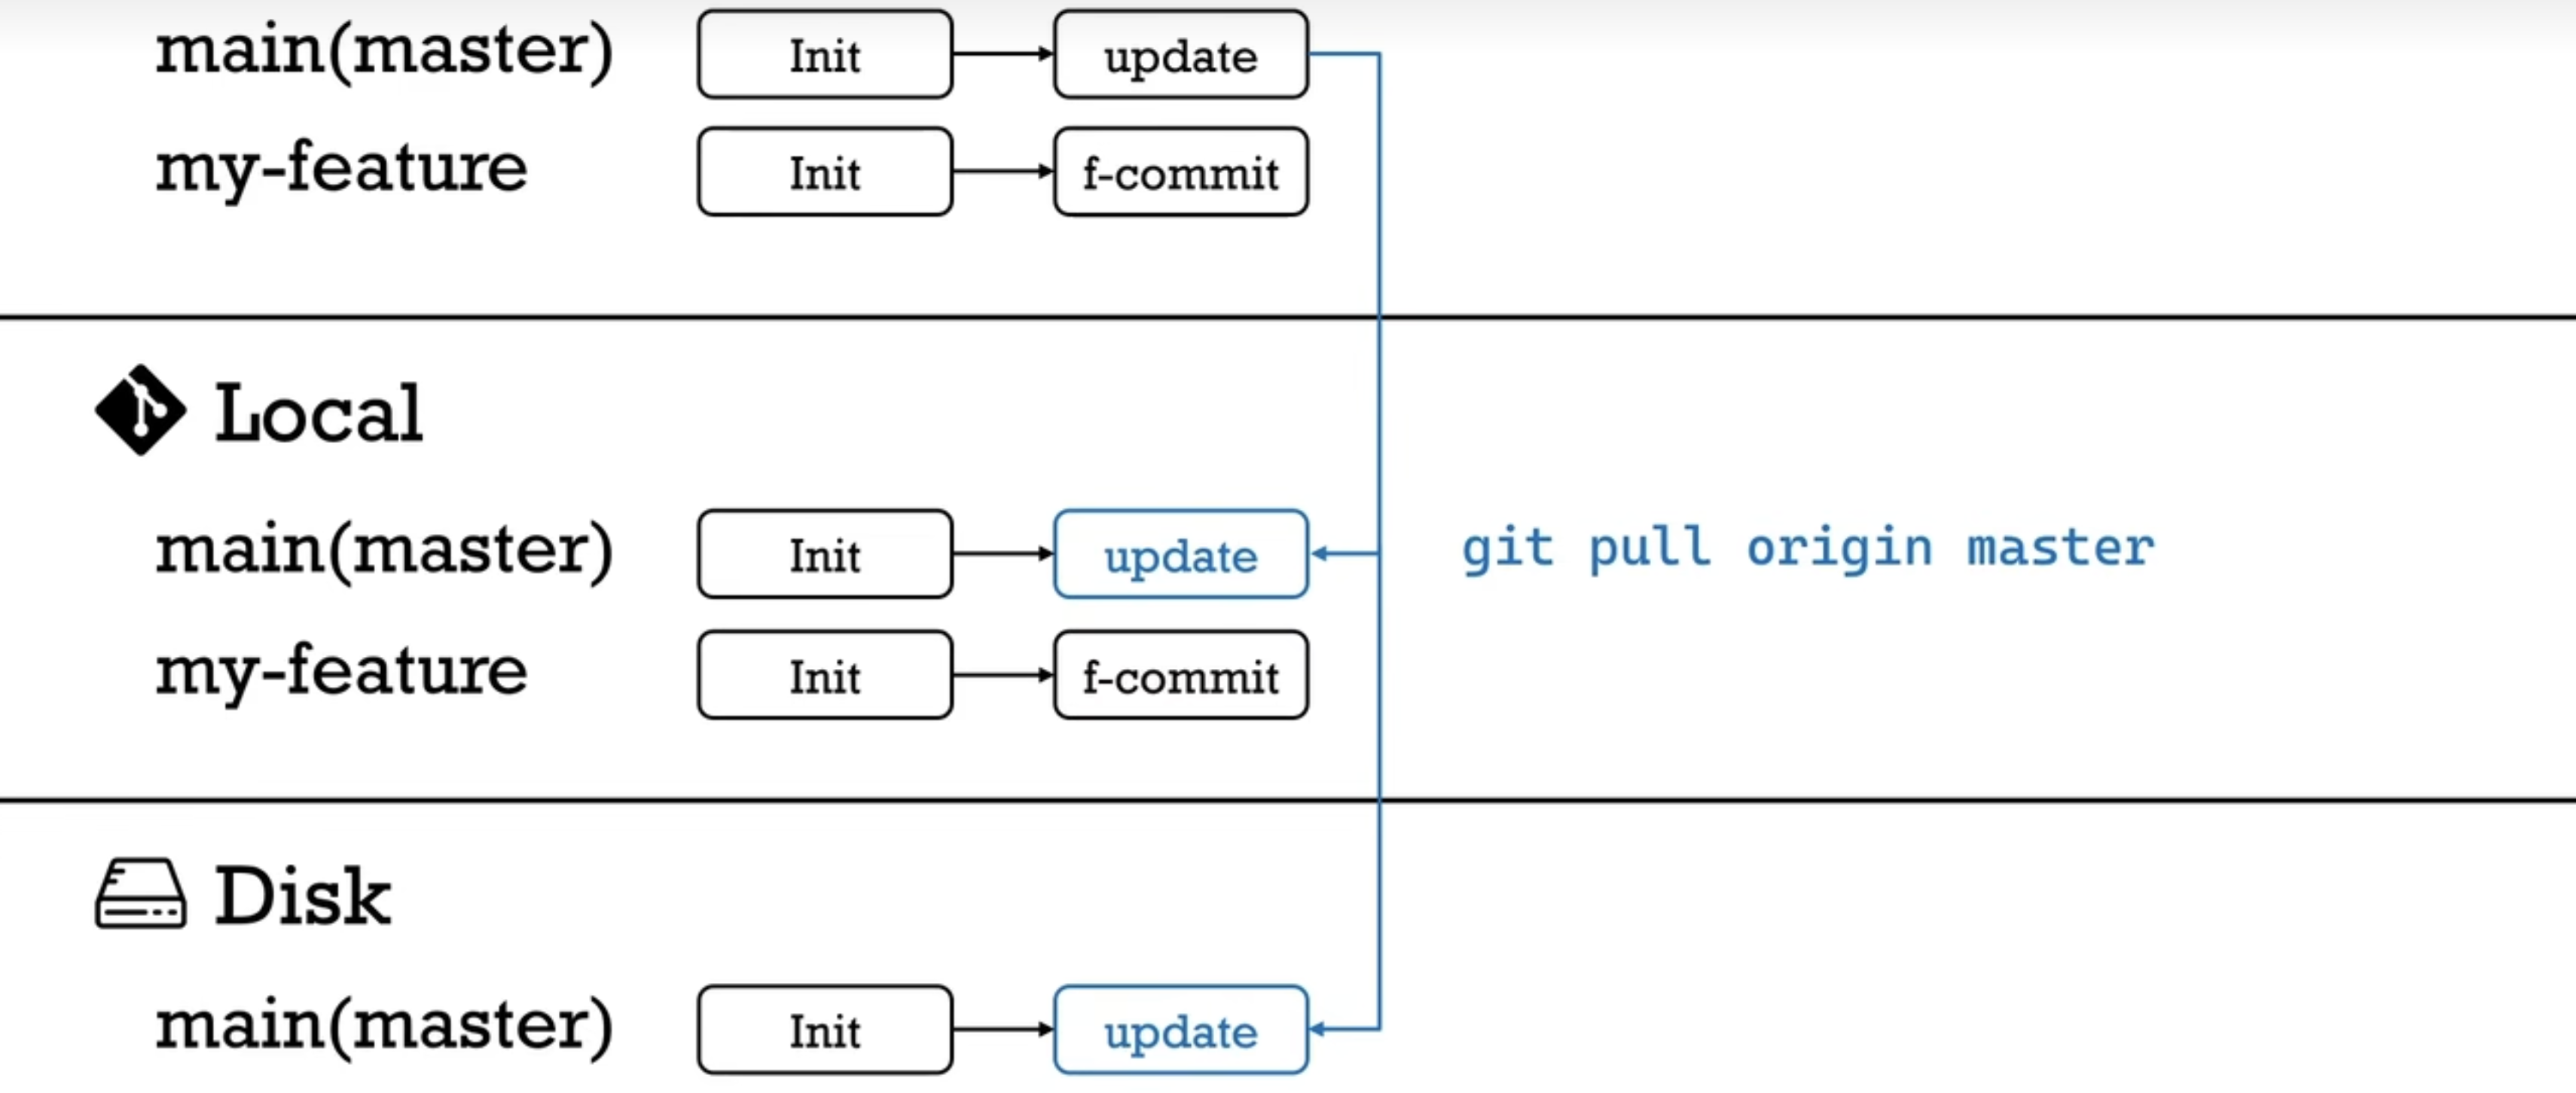 main(master) Init update
my-feature Init f-commit
Local
main(master) Init update git pull origin master
my-feature Init f-commit
Disk
main(master) Init update